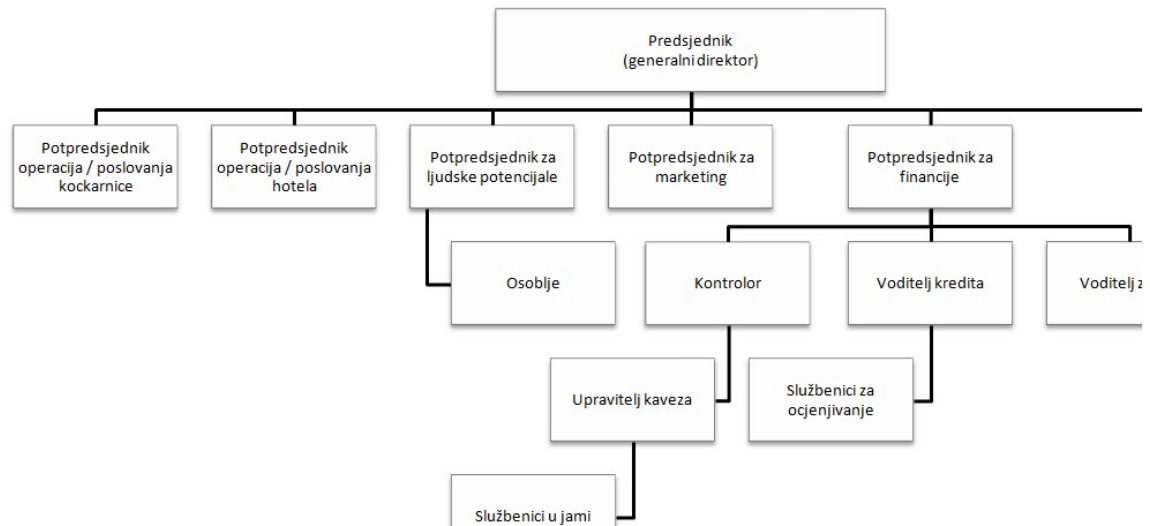 Predsjednik
(generalni direktor)
Potpredsjednik
operacija / poslovanja
kockarnice
Potpredsjednik
operacija / poslovanja
hotela
Potpredsjednik za
ljudske potencijale
Potpredsjednik za
marketing
Potpredsjednik za
financije
Osoblje
Kontrolor
Voditelj kredita
Voditelj
Upravitelj kaveza
Službenici za
ocjenjivanje
Službenici u jami